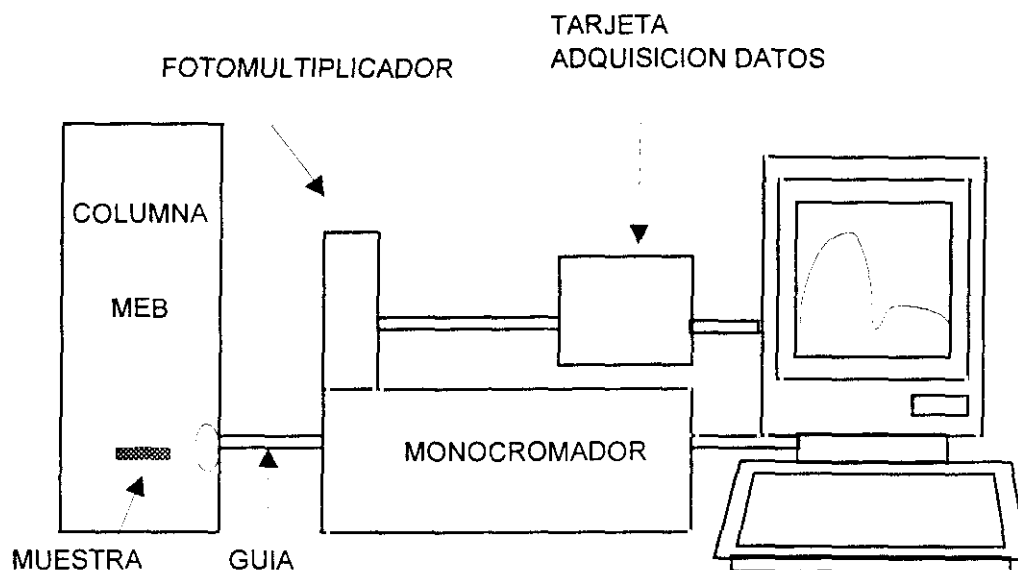 TARJETA
ADQUISICION DATOS
FOTOMULTIPLICADOR
COLUMNA
MEB
MONOCROMADOR
MUESTRA
GUIA